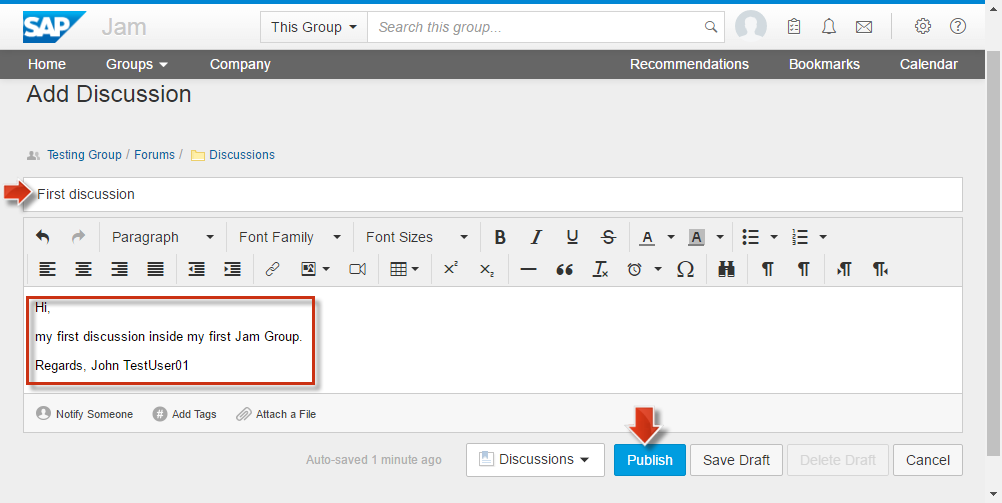 SAP Jam This Group Search this group...
Home Groups Company Recommendations Bookmarks Calendar
Add Discussion
Testing Group / Forums / Discussions
First discussion
Paragraph Font Family Font Sizes B I U S A A
x² x₂
Hi,
my first discussion inside my first Jam Group.
Regards, John TestUser01
Notify Someone # Add Tags Attach a File
Auto-saved 1 minute ago Discussions Publish Save Draft Delete Draft Cancel